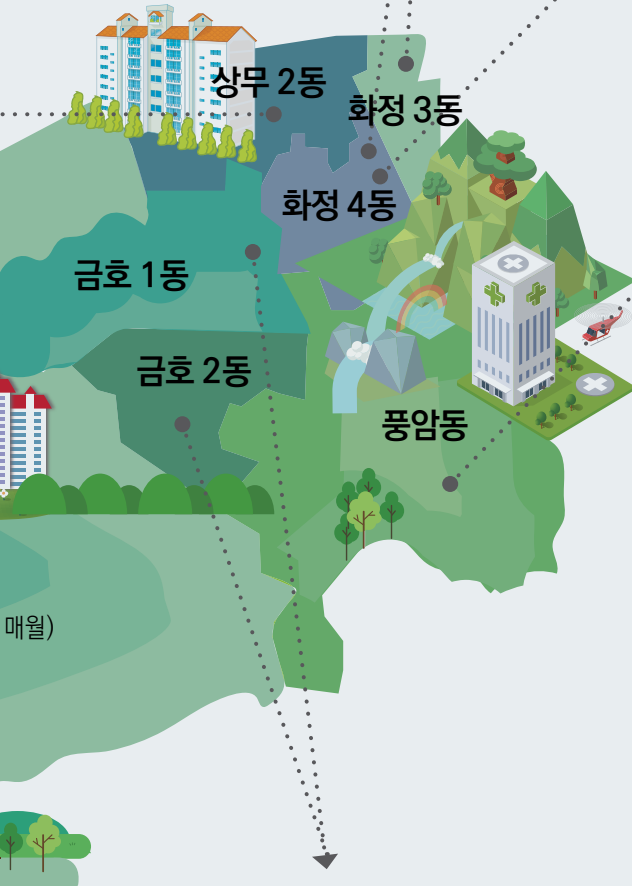 상무 2동
화정 3동
화정 4동
금호 1동
금호 2동
풍암동
매월)